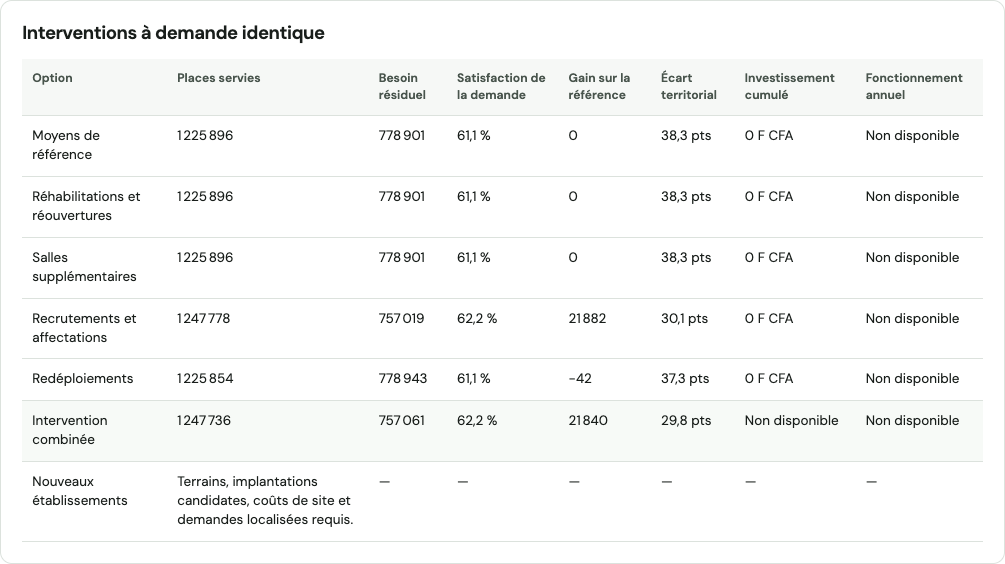 Interventions à demande identique
Option Places servies Besoin résiduel Satisfaction de la demande Gain sur la référence Écart territorial Investissement cumulé Fonctionnement annuel
Moyens de référence 1 225 896 778 901 61,1 % 0 38,3 pts 0 F CFA Non disponible
Réhabilitations et réouvertures 1 225 896 778 901 61,1 % 0 38,3 pts 0 F CFA Non disponible
Salles supplémentaires 1 225 896 778 901 61,1 % 0 38,3 pts 0 F CFA Non disponible
Recrutements et affectations 1 247 778 757 019 62,2 % 21 882 30,1 pts 0 F CFA Non disponible
Redéploiements 1 225 854 778 943 61,1 % -42 37,3 pts 0 F CFA Non disponible
Intervention combinée 1 247 736 757 061 62,2 % 21 840 29,8 pts Non disponible Non disponible
Nouveaux établissements Terrains, implantations candidates, coûts de site et demandes localisées requis. — — — — — —